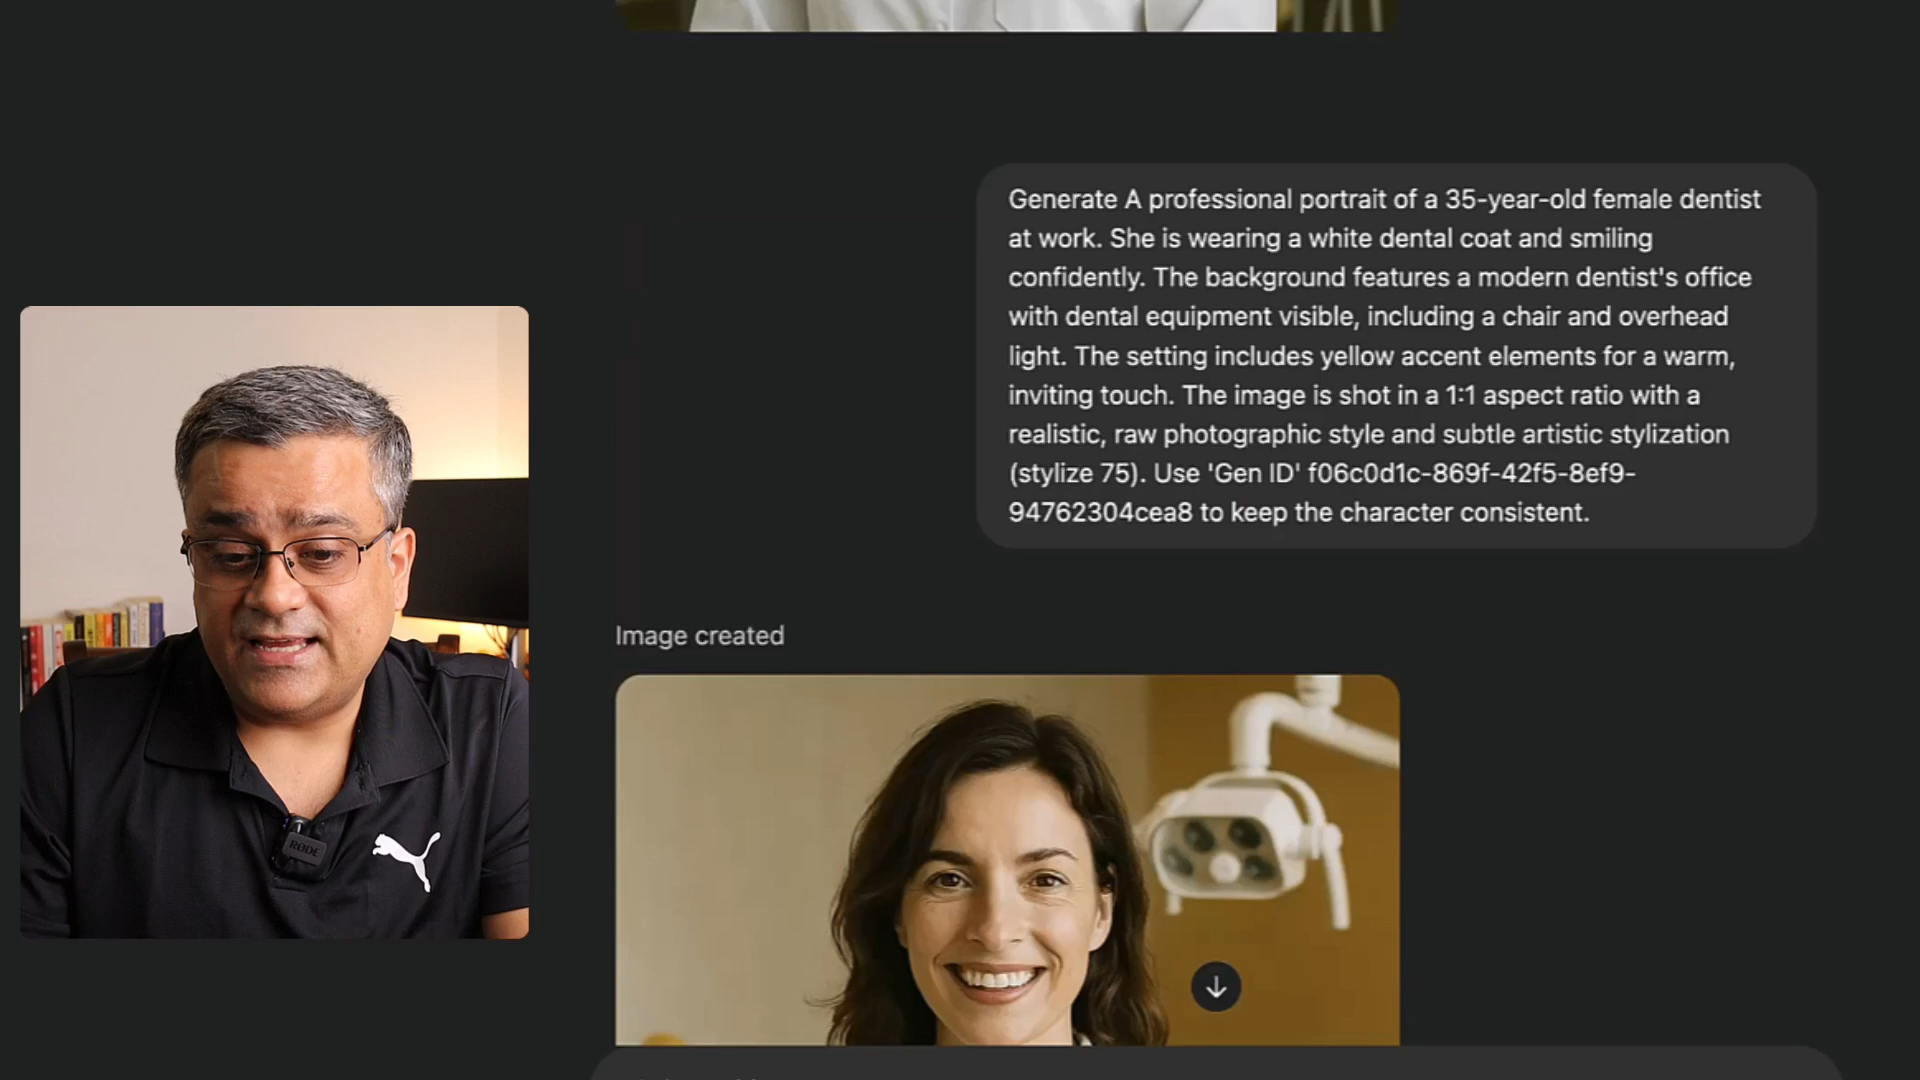 Generate A professional portrait of a 35-year-old female dentist
at work. She is wearing a white dental coat and smiling
confidently. The background features a modern dentist's office
with dental equipment visible, including a chair and overhead
light. The setting includes yellow accent elements for a warm,
inviting touch. The image is shot in a 1:1 aspect ratio with a
realistic, raw photographic style and subtle artistic stylization
(stylize 75). Use 'Gen ID' f06c0d1c-869f-42f5-8ef9-
94762304cea8 to keep the character consistent.
Image created
RØDE